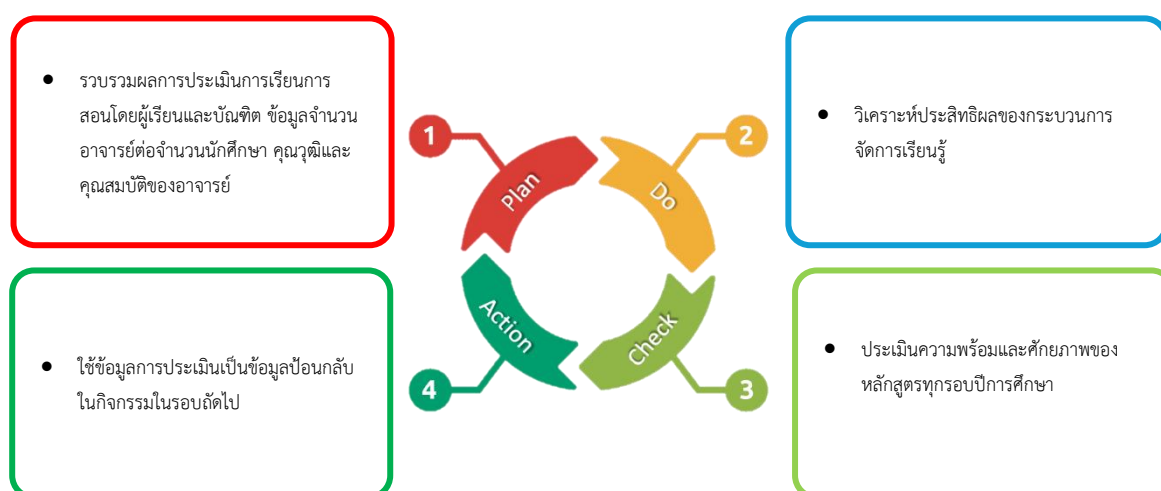 • รวบรวมผลการประเมินการเรียนการ
สอนโดยผู้เรียนและบัณฑิต ข้อมูลจำนวน
อาจารย์ต่อจำนวนนักศึกษา คุณวุฒิและ
คุณสมบัติของอาจารย์
1
Plan
2
Do
• วิเคราะห์ประสิทธิผลของกระบวนการ
จัดการเรียนรู้
• ใช้ข้อมูลการประเมินเป็นข้อมูลป้อนกลับ
ในกิจกรรมในรอบถัดไป
Action
4
Check
3
• ประเมินความพร้อมและศักยภาพของ
หลักสูตรทุกรอบปีการศึกษา